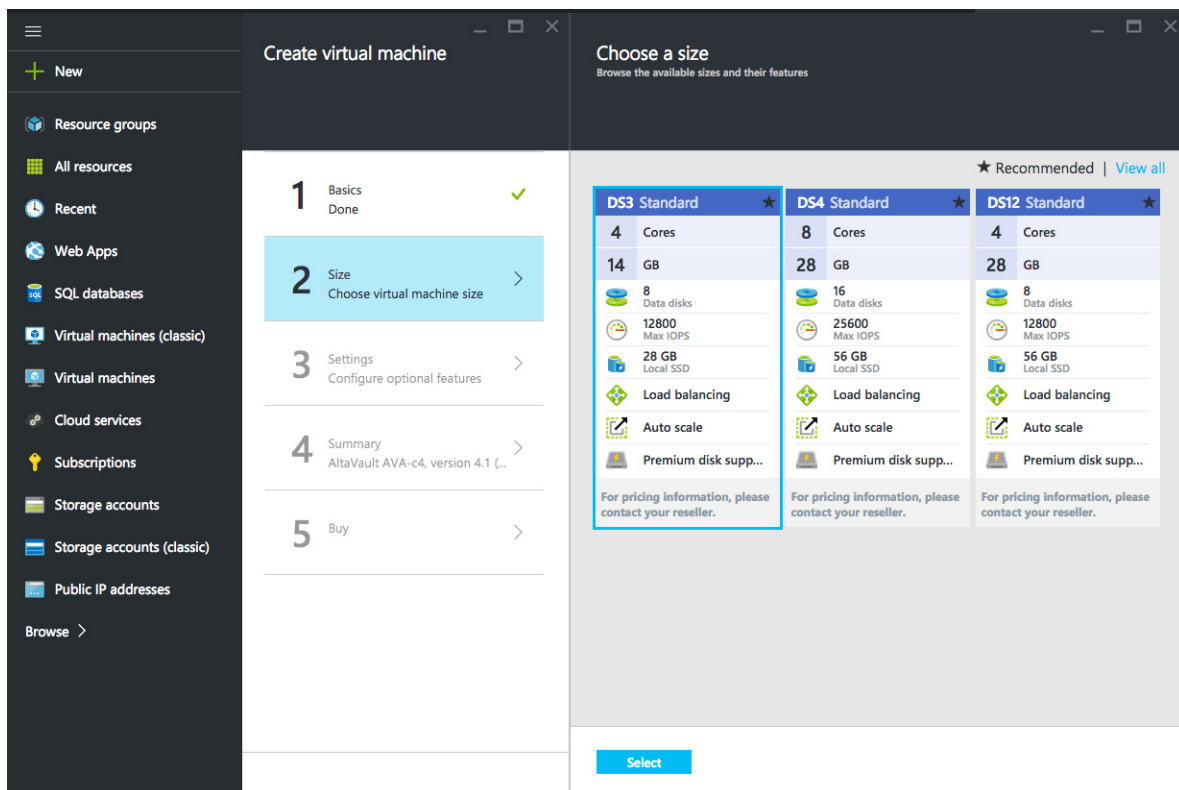 New
Resource groups
All resources
Recent
Web Apps
SQL databases
Virtual machines (classic)
Virtual machines
Cloud services
Subscriptions
Storage accounts
Storage accounts (classic)
Public IP addresses
Browse
Create virtual machine
1
Basics
Done
2
Size
Choose virtual machine size
3
Settings
Configure optional features
4
Summary
AltaVault AVA-c4, version 4.1 (...
5
Buy
Choose a size
Browse the available sizes and their features
★ Recommended | View all
DS3 Standard ★
4 Cores
14 GB
8
Data disks
12800
Max IOPS
28 GB
Local SSD
Load balancing
Auto scale
Premium disk supp...
For pricing information, please
contact your reseller.
DS4 Standard ★
8 Cores
28 GB
16
Data disks
25600
Max IOPS
56 GB
Local SSD
Load balancing
Auto scale
Premium disk supp...
For pricing information, please
contact your reseller.
DS12 Standard ★
4 Cores
28 GB
8
Data disks
12800
Max IOPS
56 GB
Local SSD
Load balancing
Auto scale
Premium disk supp...
For pricing information, please
contact your reseller.
Select